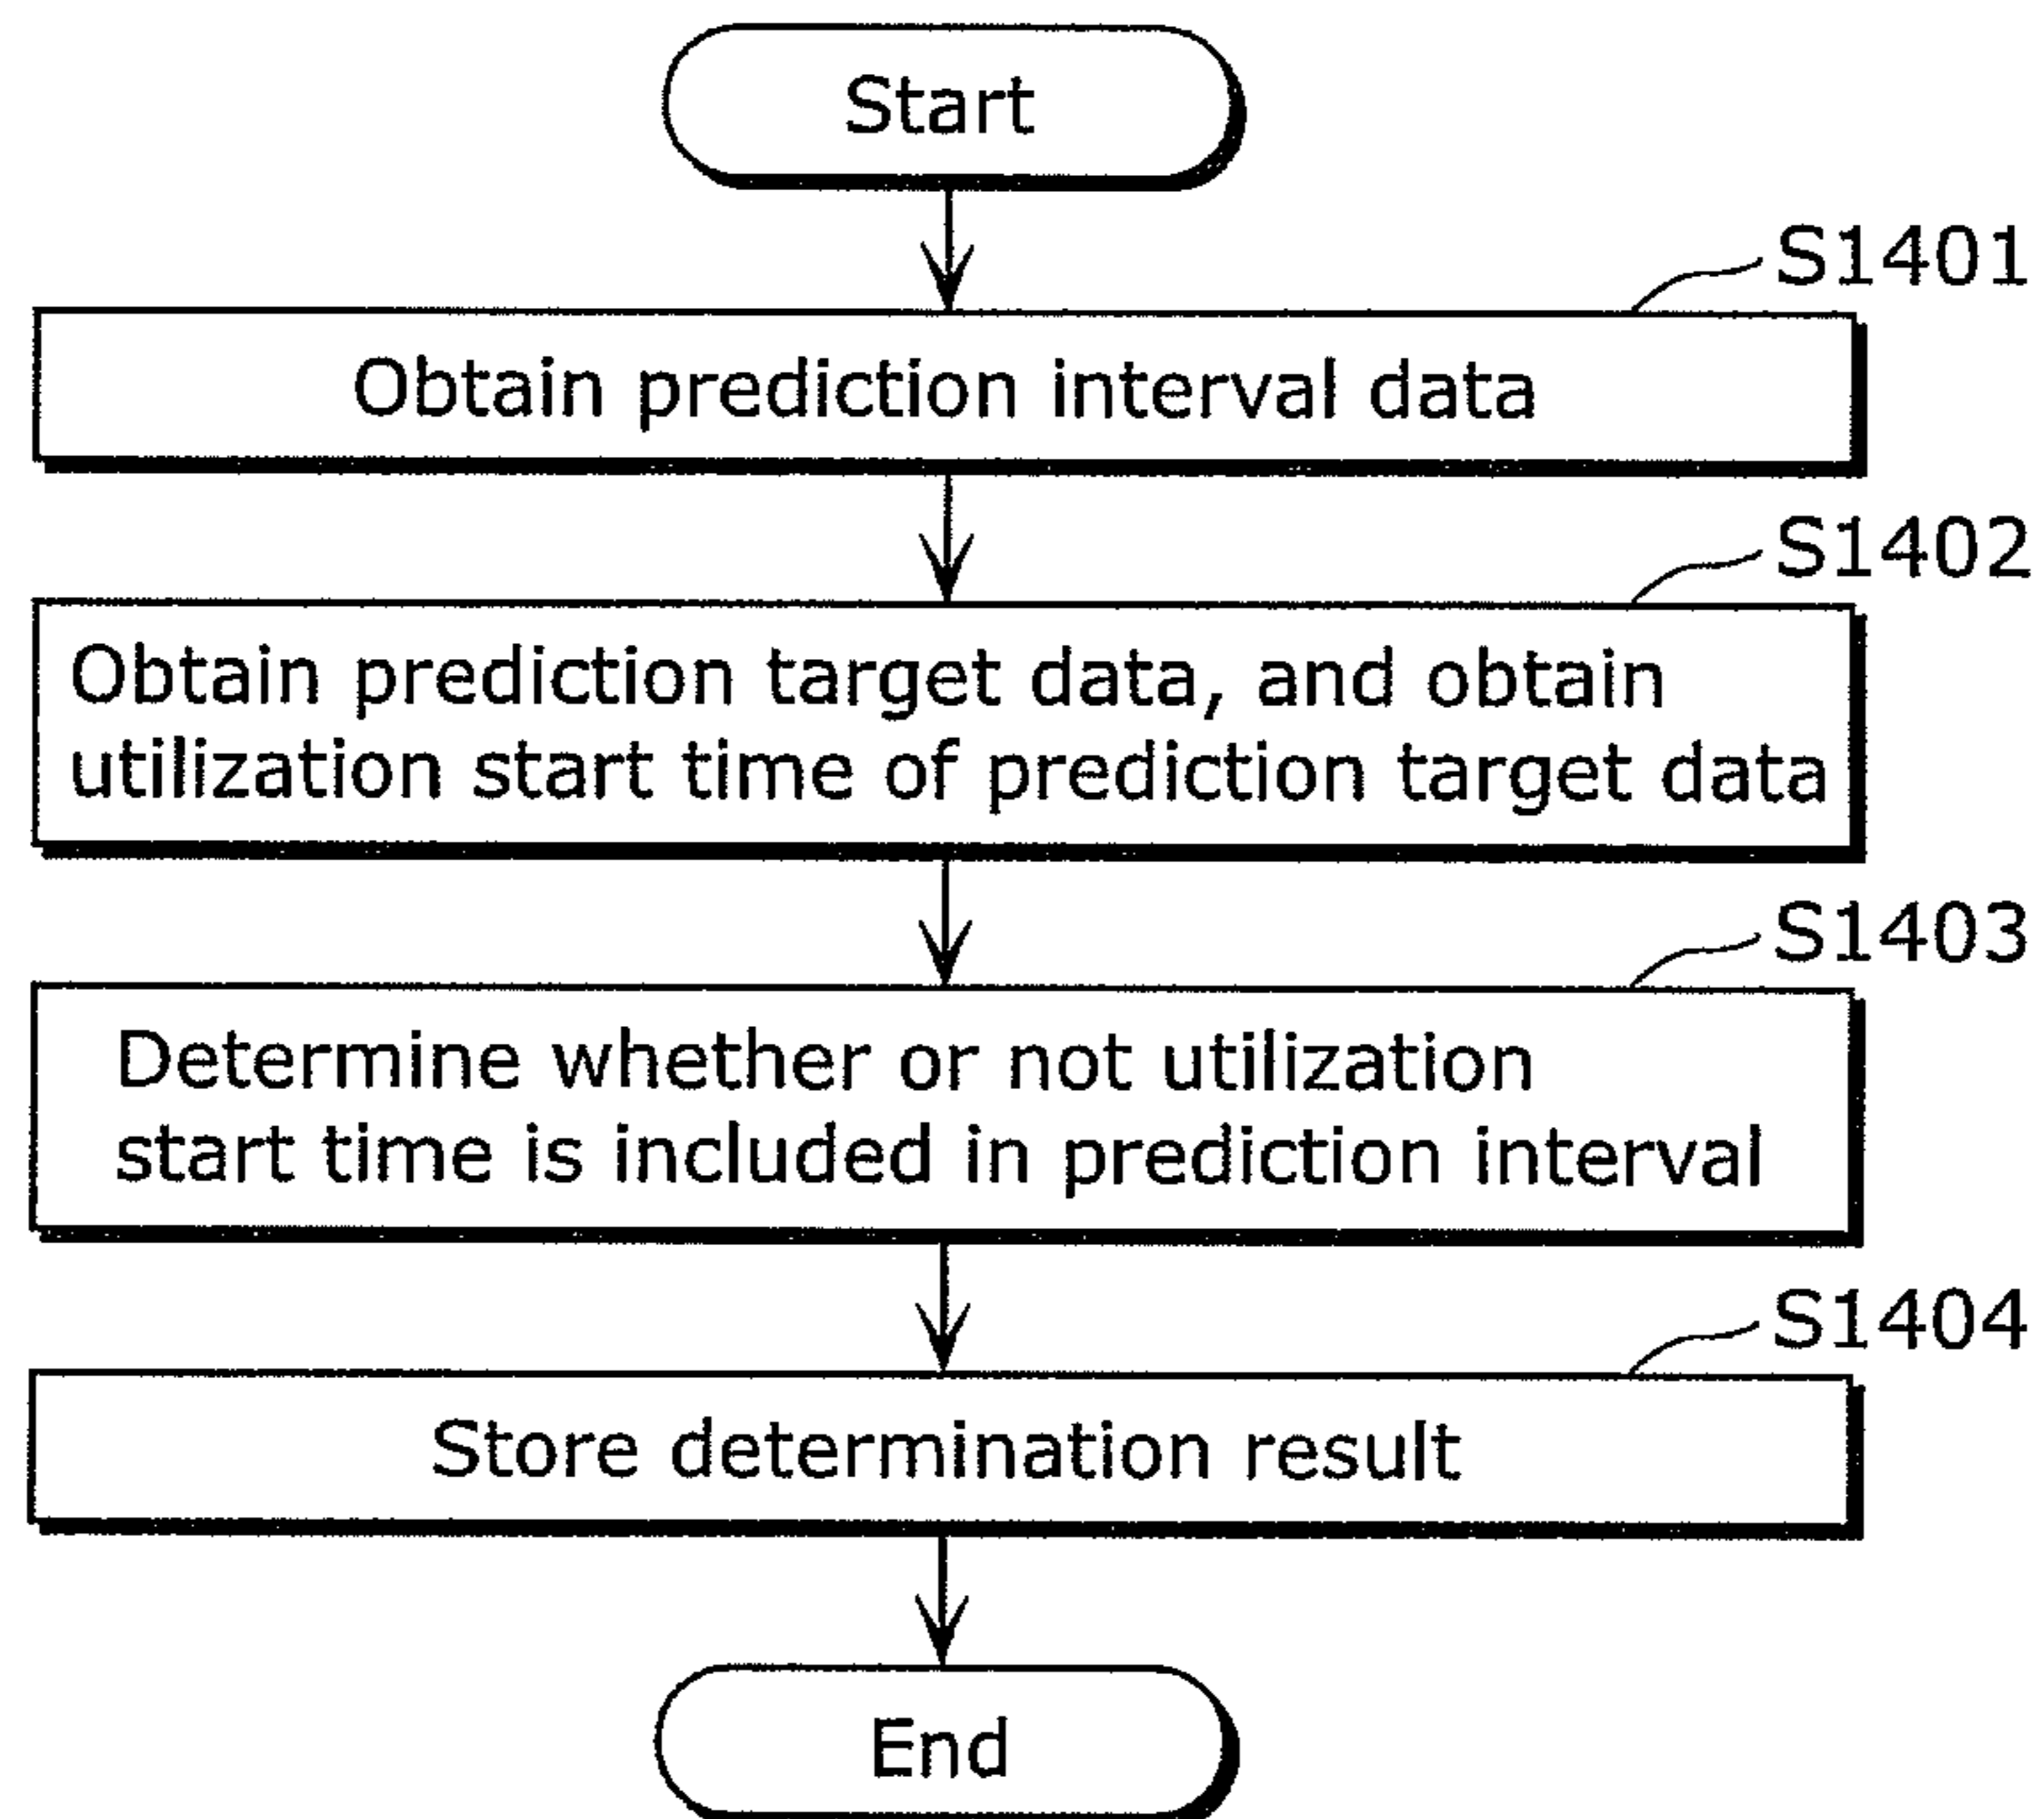 Start
S1401
Obtain prediction interval data
S1402
Obtain prediction target data, and obtain
utilization start time of prediction target data
S1403
Determine whether or not utilization
start time is included in prediction interval
S1404
Store determination result
End